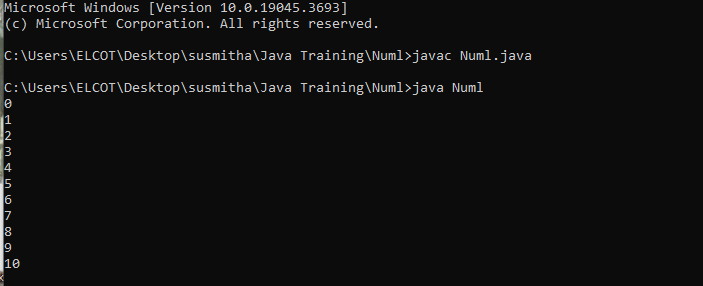 Microsoft Windows [Version 10.0.19045.3693]
(c) Microsoft Corporation. All rights reserved.
C:\Users\ELCOT\Desktop\susmitha\Java Training\Numl>javac Numl.java
C:\Users\ELCOT\Desktop\susmitha\Java Training\Numl>java Numl
0
1
2
3
4
5
6
7
8
9
10